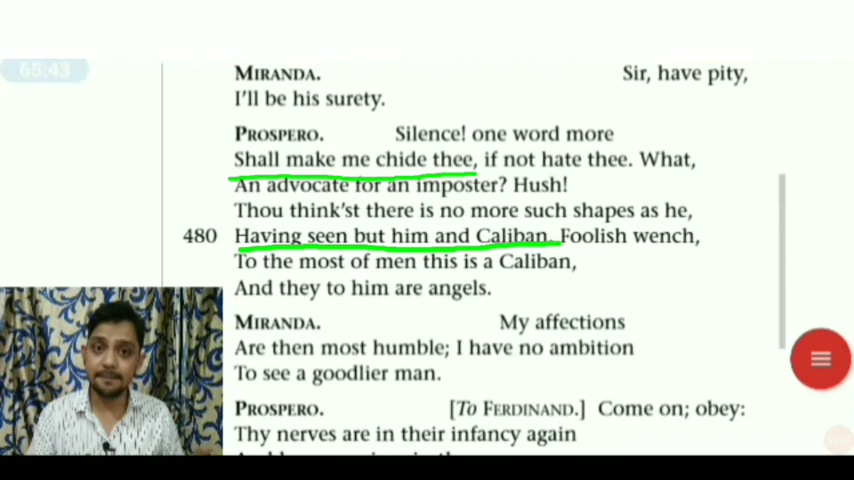 65:43
MIRANDA. Sir, have pity,
I'll be his surety.
PROSPERO. Silence! one word more
Shall make me chide thee, if not hate thee. What,
An advocate for an imposter? Hush!
Thou think'st there is no more such shapes as he,
480 Having seen but him and Caliban. Foolish wench,
To the most of men this is a Caliban,
And they to him are angels.
MIRANDA. My affections
Are then most humble; I have no ambition
To see a goodlier man.
PROSPERO. [To FERDINAND.] Come on; obey:
Thy nerves are in their infancy again